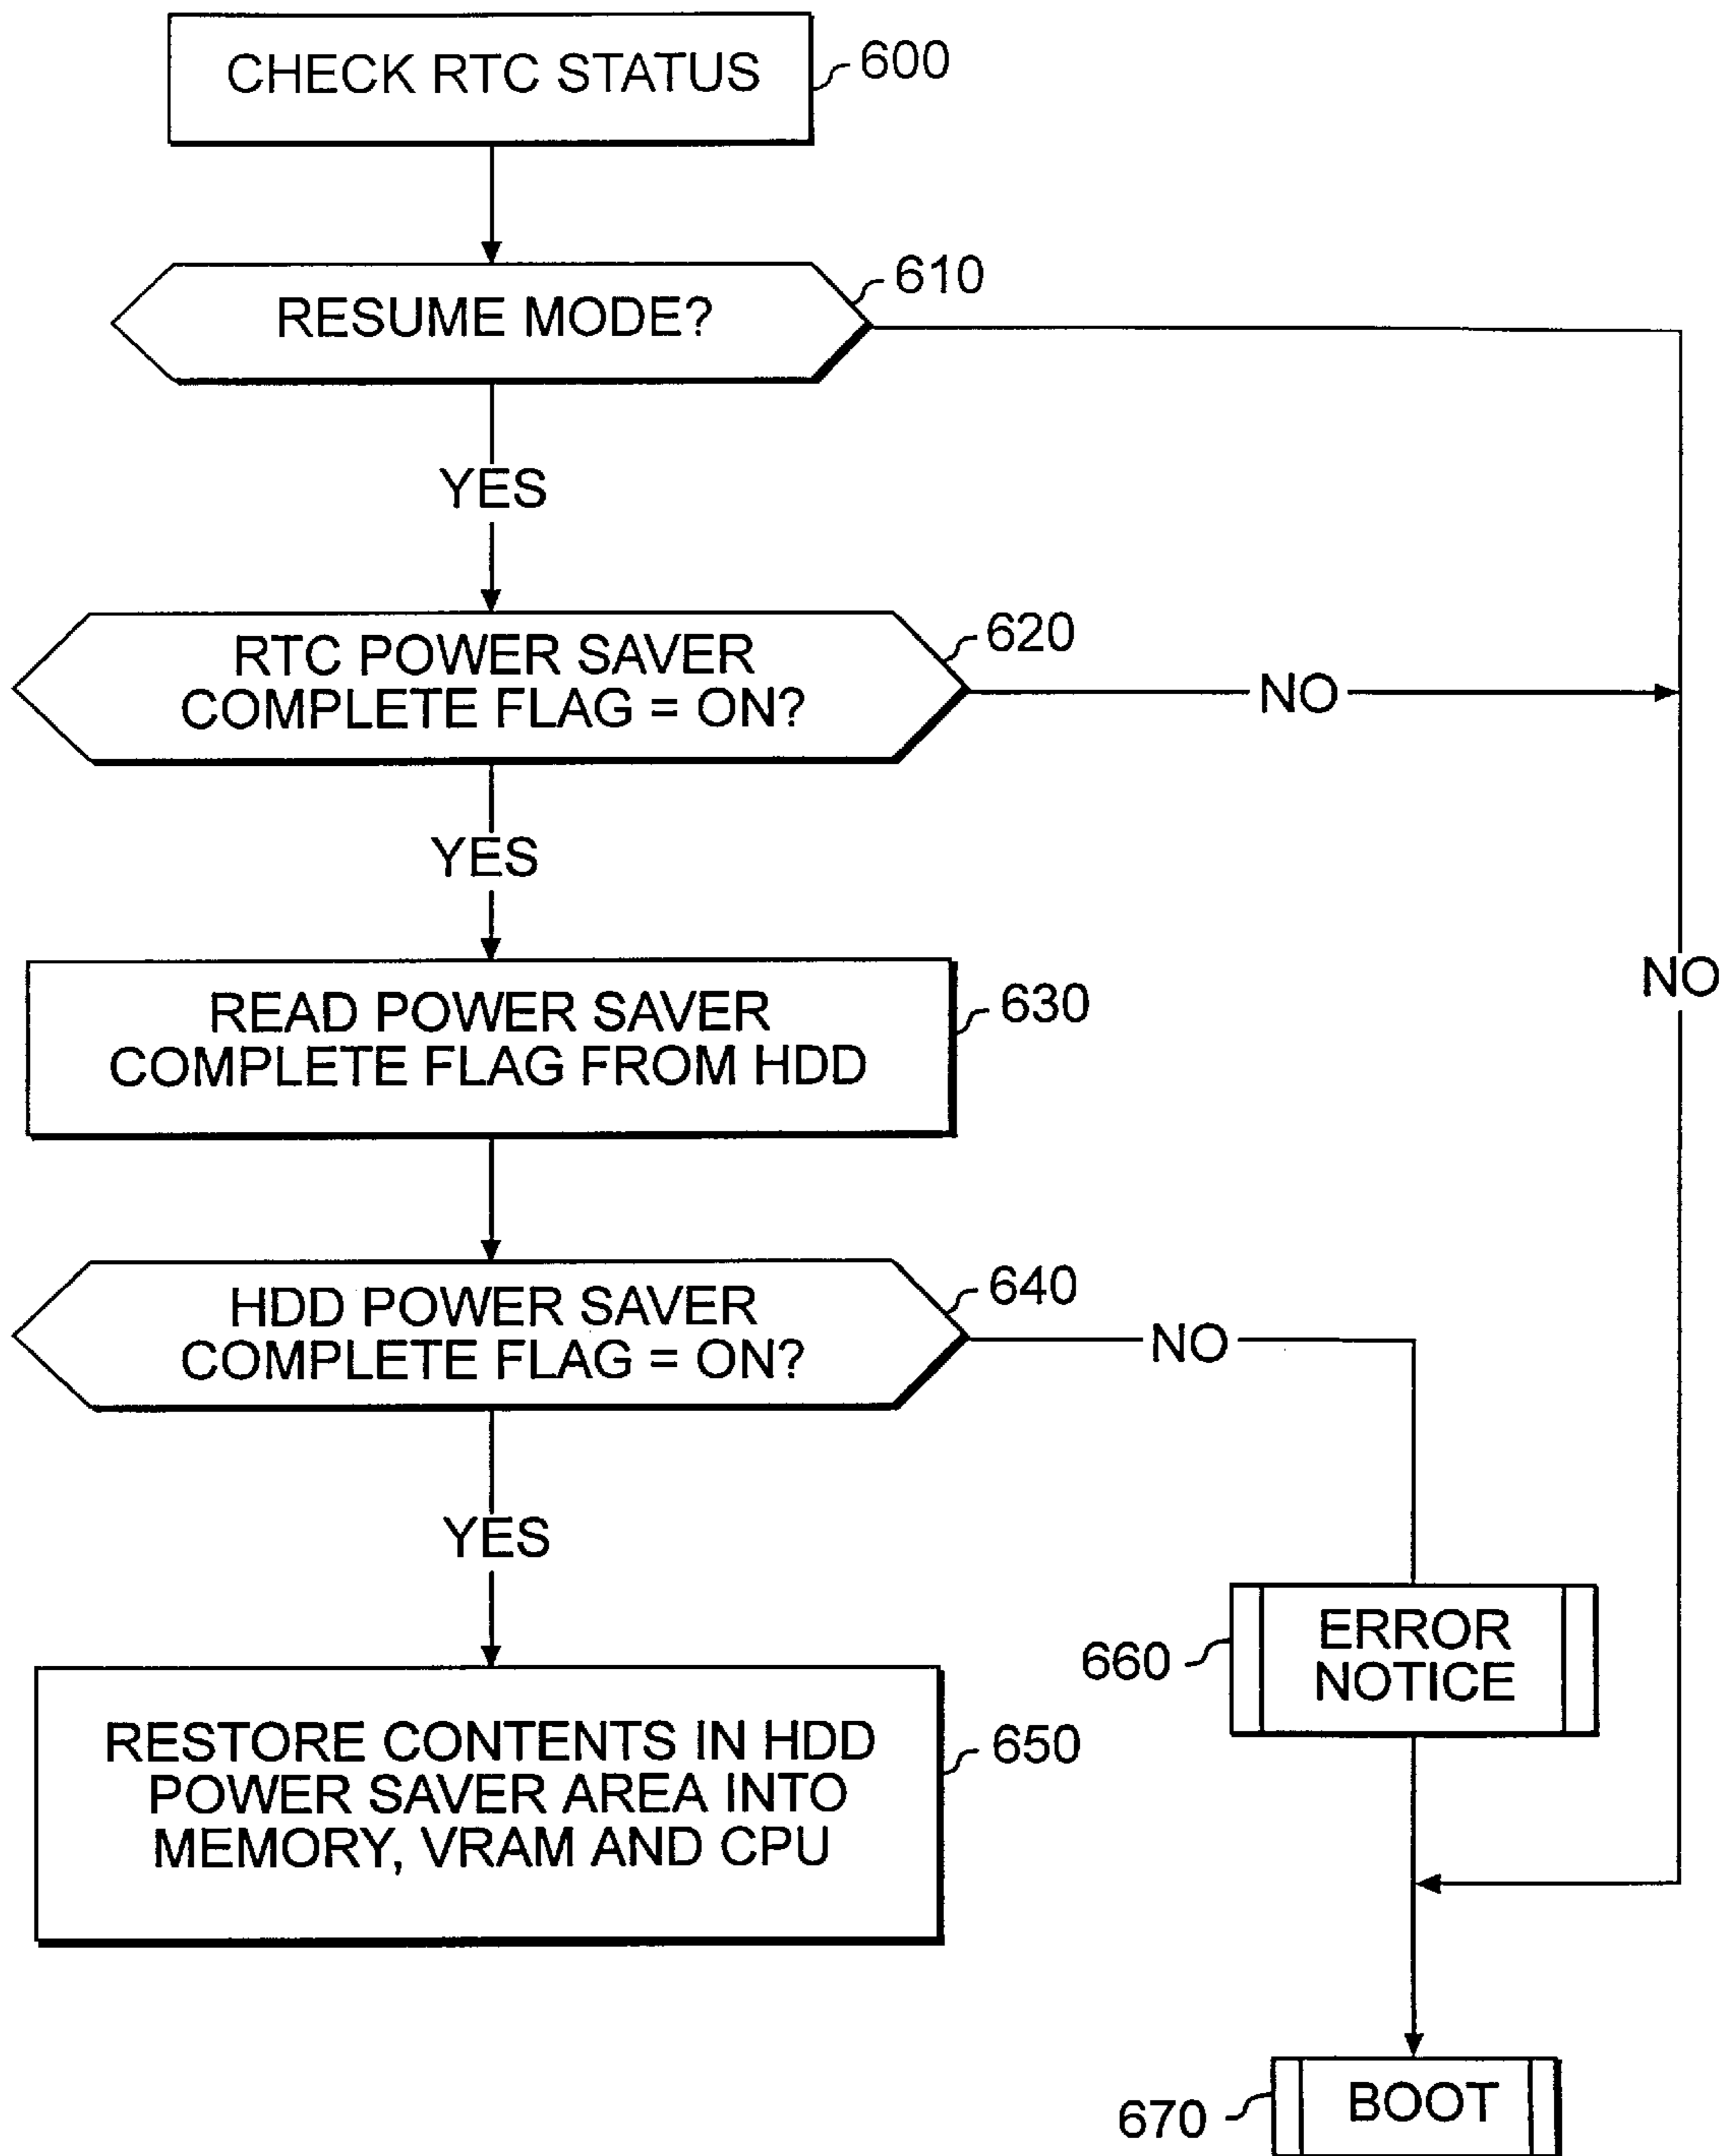 CHECK RTC STATUS
600
RESUME MODE?
610
YES
RTC POWER SAVER
COMPLETE FLAG = ON?
620
NO
YES
NO
READ POWER SAVER
COMPLETE FLAG FROM HDD
630
HDD POWER SAVER
COMPLETE FLAG = ON?
640
NO
YES
ERROR
NOTICE
660
RESTORE CONTENTS IN HDD
POWER SAVER AREA INTO
MEMORY, VRAM AND CPU
650
BOOT
670